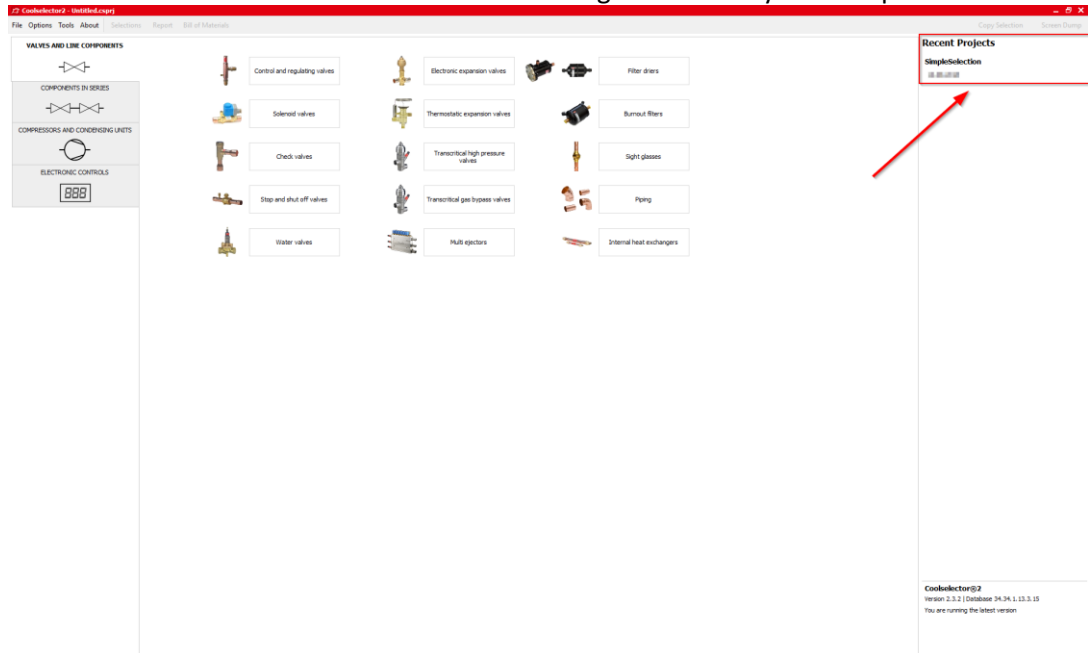 Coolselector2 - Untitled.csprj
File Options Tools About Selections Report Bill of Materials Copy Selection Screen Dump
VALVES AND LINE COMPONENTS
COMPONENTS IN SERIES
COMPRESSORS AND CONDENSING UNITS
ELECTRONIC CONTROLS
888
Control and regulating valves
Electronic expansion valves
Filter driers
Solenoid valves
Thermostatic expansion valves
Burnout filters
Check valves
Transcritical high pressure
valves
Sight glasses
Stop and shut off valves
Transcritical gas bypass valves
Piping
Water valves
Multi ejectors
Internal heat exchangers
Recent Projects
SimpleSelection
Coolselector®2
Version 2.3.2 | Database 34.34.1.13.3.15
You are running the latest version